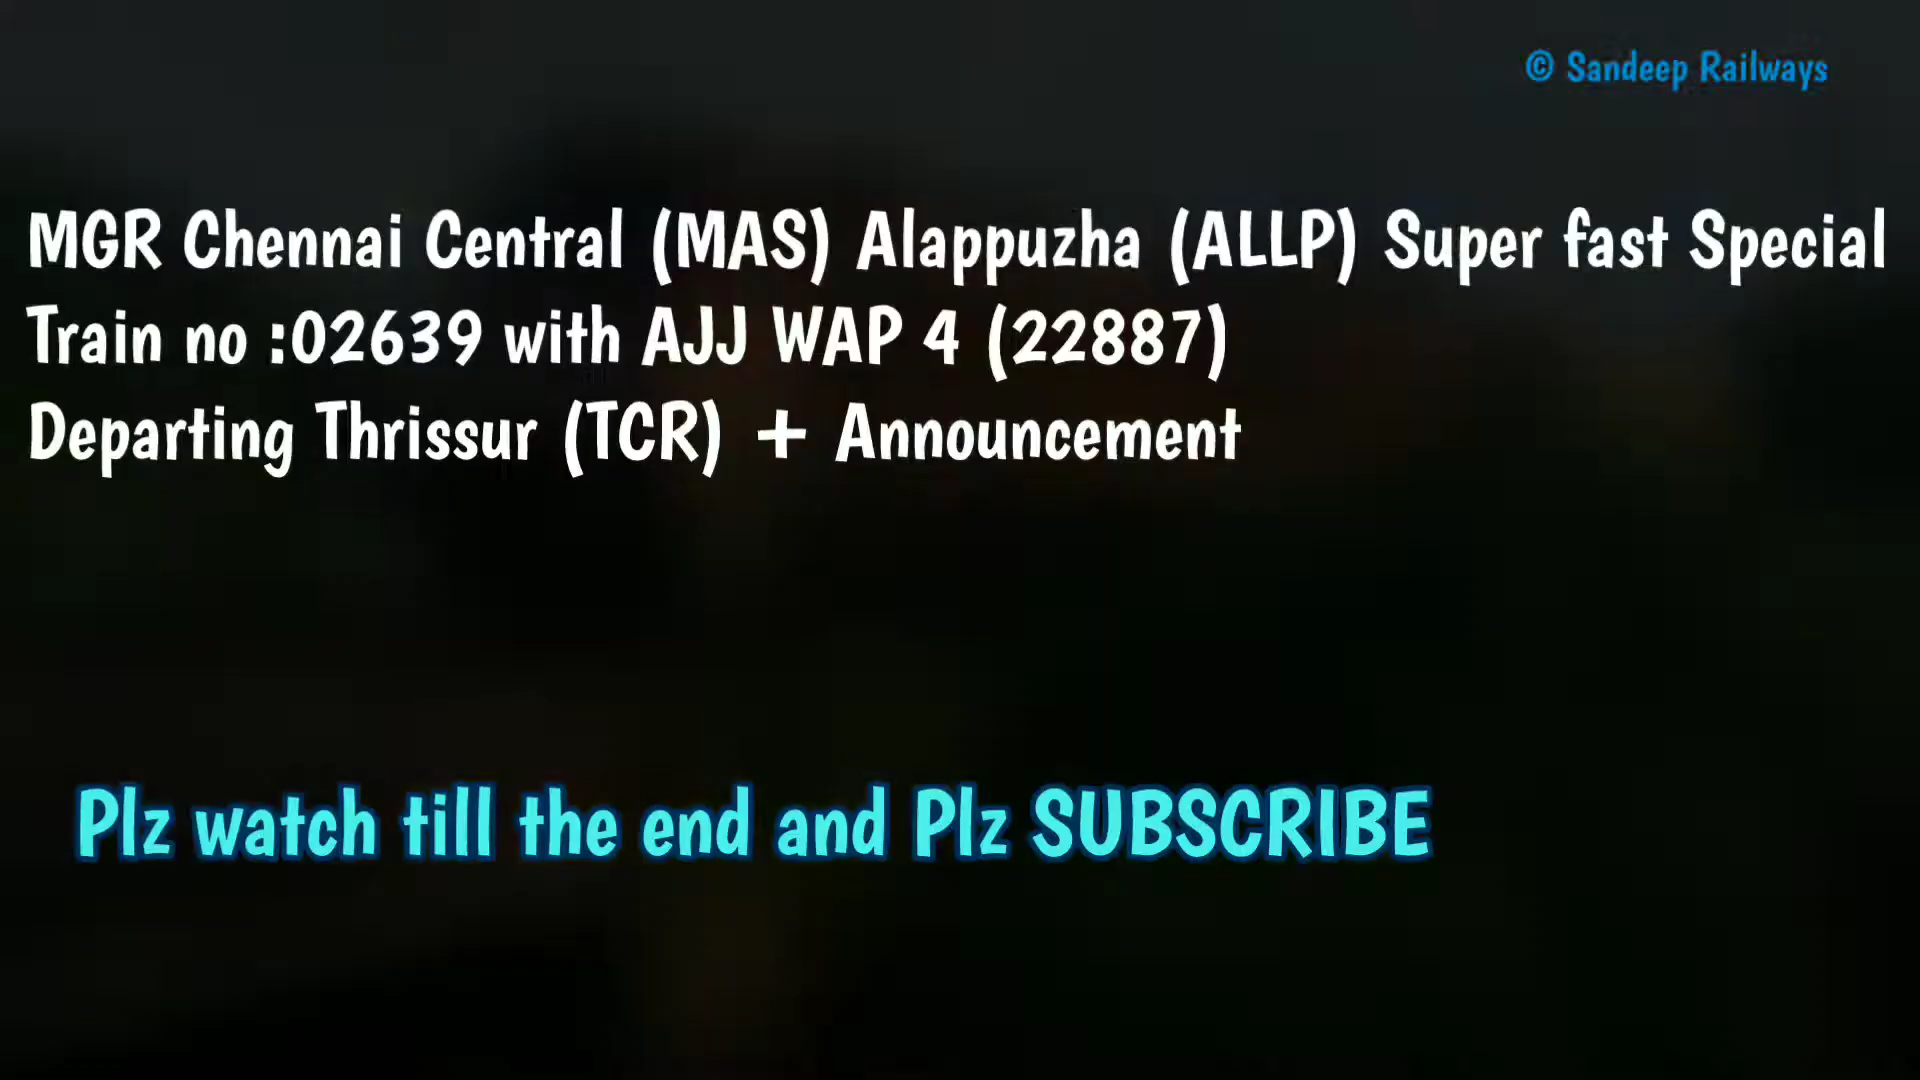 © Sandeep Railways
MGR Chennai Central (MAS) Alappuzha (ALLP) Super fast Special
Train no :02639 with AJJ WAP 4 (22887)
Departing Thrissur (TCR) + Announcement
Plz watch till the end and Plz SUBSCRIBE